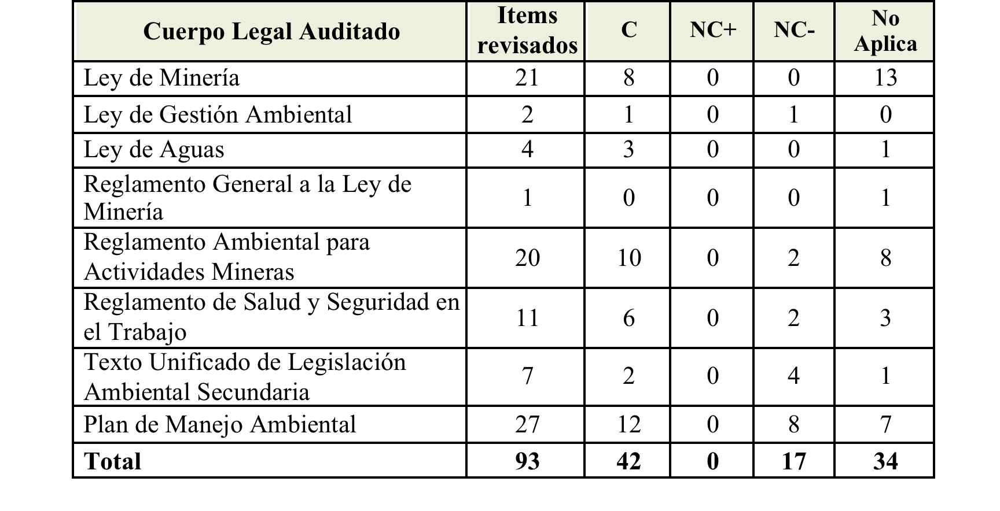 Cuerpo Legal Auditado Items revisados C NC+ NC- No Aplica
Ley de Minería 21 8 0 0 13
Ley de Gestión Ambiental 2 1 0 1 0
Ley de Aguas 4 3 0 0 1
Reglamento General a la Ley de
Minería 1 0 0 0 1
Reglamento Ambiental para
Actividades Mineras 20 10 0 2 8
Reglamento de Salud y Seguridad en
el Trabajo 11 6 0 2 3
Texto Unificado de Legislación
Ambiental Secundaria 7 2 0 4 1
Plan de Manejo Ambiental 27 12 0 8 7
Total 93 42 0 17 34